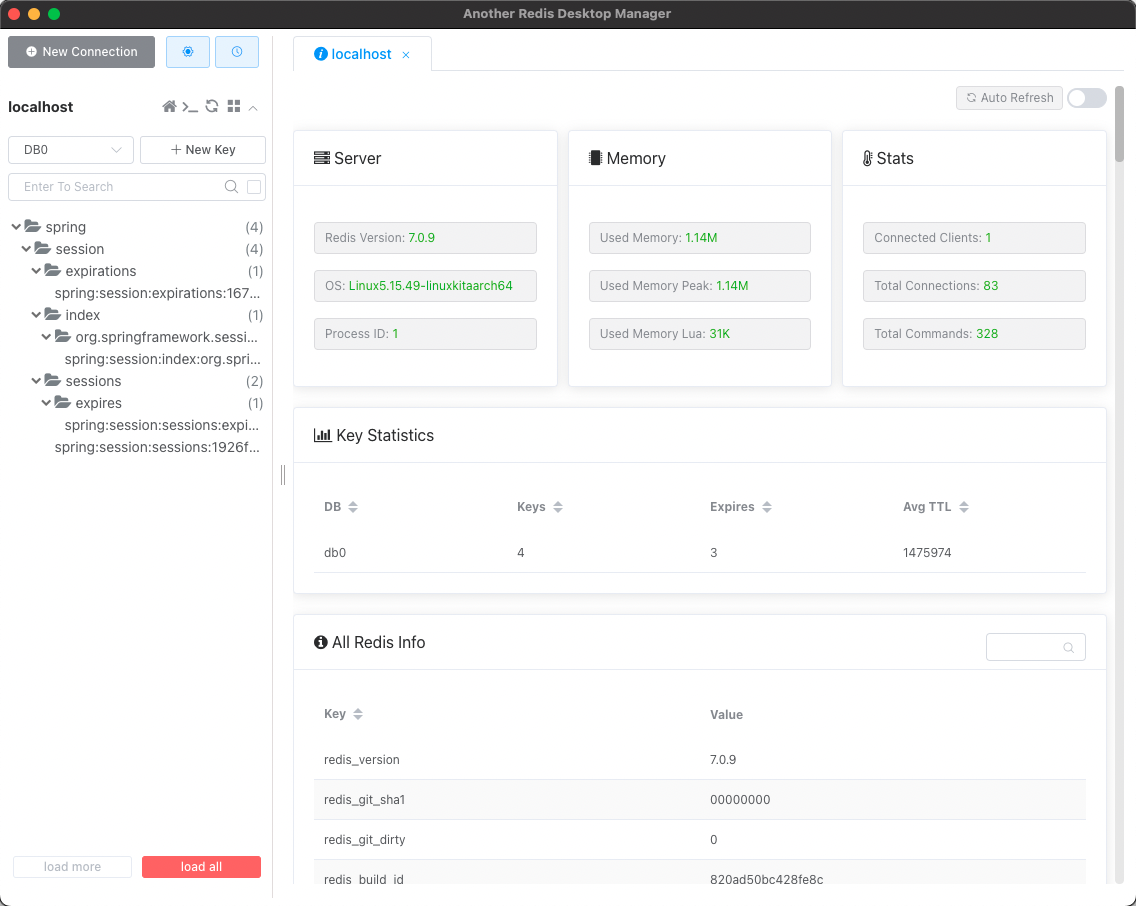 Another Redis Desktop Manager
New Connection
localhost
DB0
New Key
Enter To Search
spring (4)
session (4)
expirations (1)
spring:session:expirations:167...
index (1)
org.springframework.sessi...
spring:session:index:org.spri...
sessions (2)
expires (1)
spring:session:sessions:expi...
spring:session:sessions:1926f...
load more
load all
localhost
Auto Refresh
Server
Redis Version: 7.0.9
OS: Linux5.15.49-linuxkitaarch64
Process ID: 1
Memory
Used Memory: 1.14M
Used Memory Peak: 1.14M
Used Memory Lua: 31K
Stats
Connected Clients: 1
Total Connections: 83
Total Commands: 328
Key Statistics
DB Keys Expires Avg TTL
db0 4 3 1475974
All Redis Info
Key Value
redis_version 7.0.9
redis_git_sha1 00000000
redis_git_dirty 0
redis_build_id 820ad50bc428fe8c